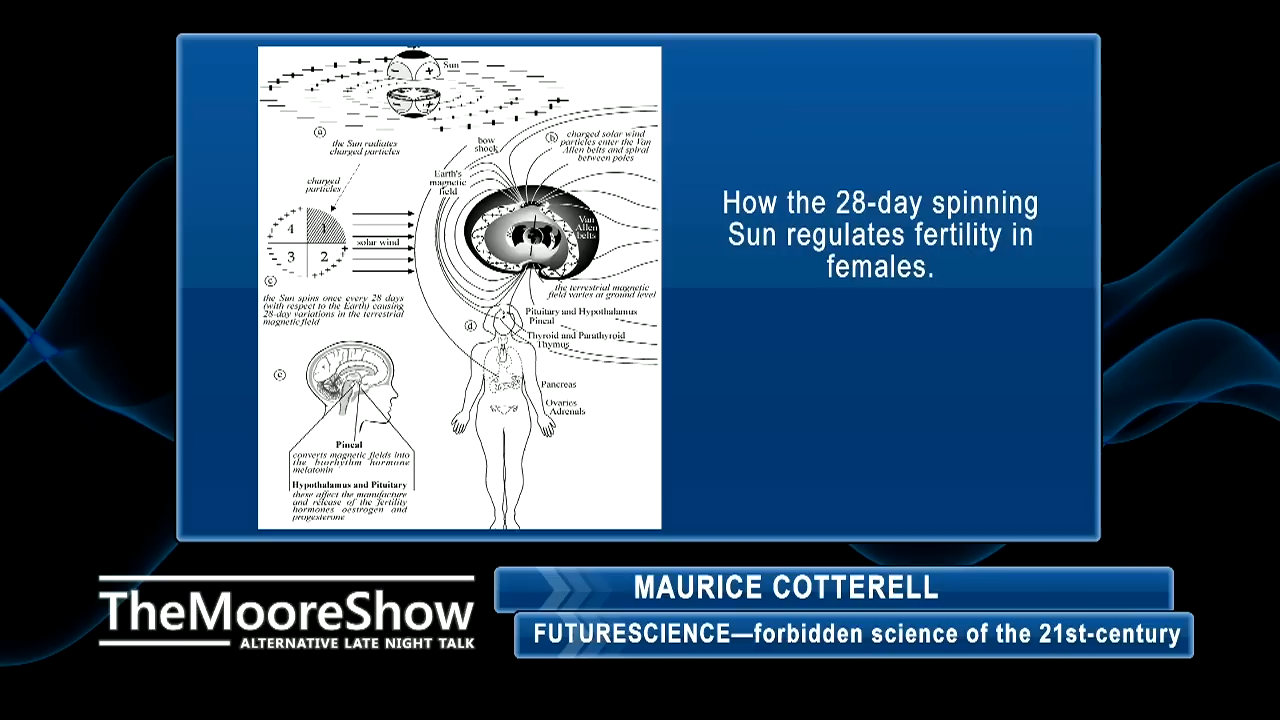 Sun
a
the Sun radiates
charged particles
charged
particles
4
1
3
2
solar wind
c
the Sun spins once every 28 days
(with respect to the Earth) causing
28-day variations in the terrestrial
magnetic field
bow
shock
Earth's
magnetic
field
b
charged solar wind
particles enter the Van
Allen belts and spiral
between poles
Van
Allen
belts
the terrestrial magnetic
field varies at ground level
d
Pituitary and Hypothalamus
Pineal
Thyroid and Parathyroid
Thymus
Pancreas
Ovaries
Adrenals
Pineal
converts magnetic fields into
the biorhythm hormone
melatonin
Hypothalamus and Pituitary
these affect the manufacture
and release of the fertility
hormones oestrogen and
progesterone
How the 28-day spinning
Sun regulates fertility in
females.
TheMooreShow
ALTERNATIVE LATE NIGHT TALK
MAURICE COTTERELL
FUTURESCIENCE—forbidden science of the 21st-century